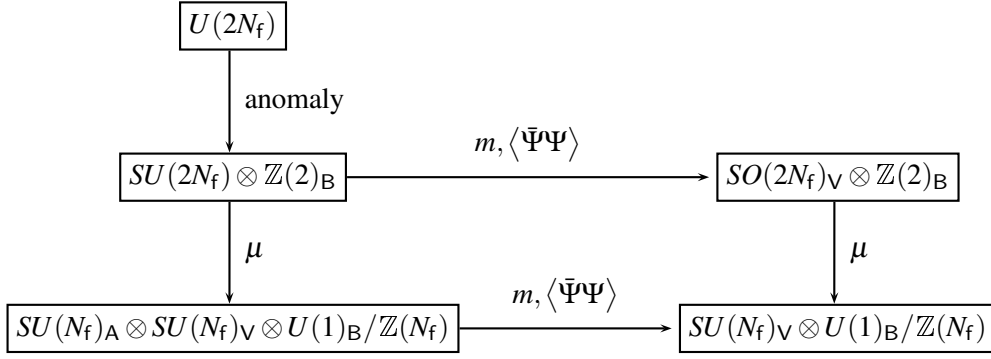 U(2N_f)
anomaly
m, ⟨Ψ̄Ψ⟩
SU(2N_f) ⊗ ℤ(2)_B
SO(2N_f)_V ⊗ ℤ(2)_B
μ
μ
m, ⟨Ψ̄Ψ⟩
SU(N_f)_A ⊗ SU(N_f)_V ⊗ U(1)_B/ℤ(N_f)
SU(N_f)_V ⊗ U(1)_B/ℤ(N_f)